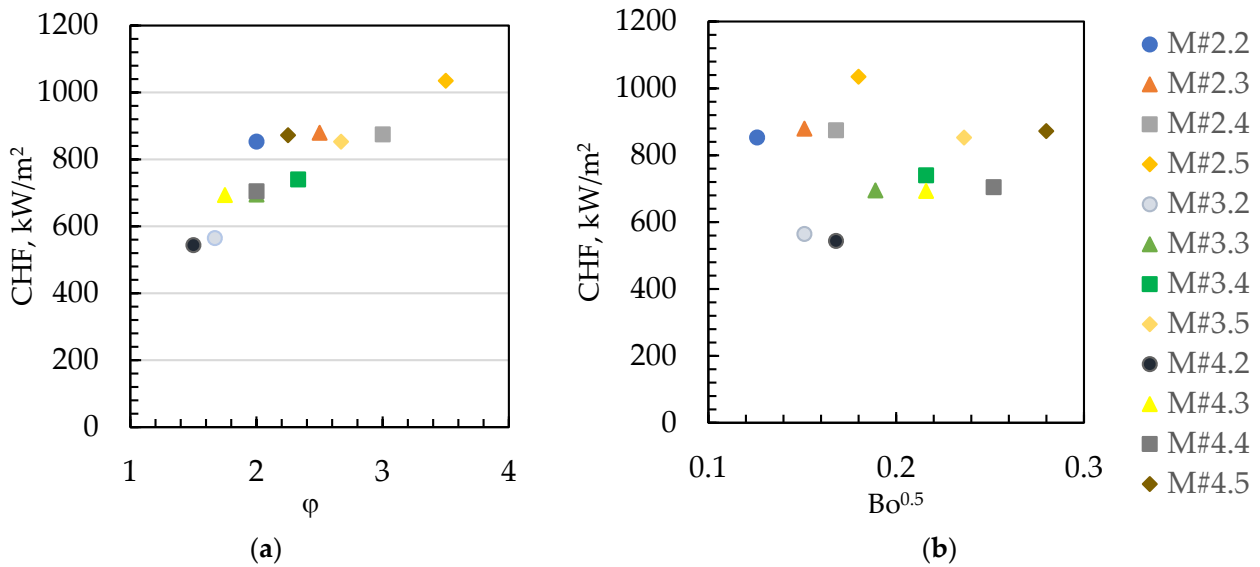 CHF, kW/m²
1200
1000
800
600
400
200
0
1 2 3 4
φ
(a)
CHF, kW/m²
1200
1000
800
600
400
200
0
0.1 0.2 0.3
Bo⁰·⁵
(b)
M#2.2
M#2.3
M#2.4
M#2.5
M#3.2
M#3.3
M#3.4
M#3.5
M#4.2
M#4.3
M#4.4
M#4.5